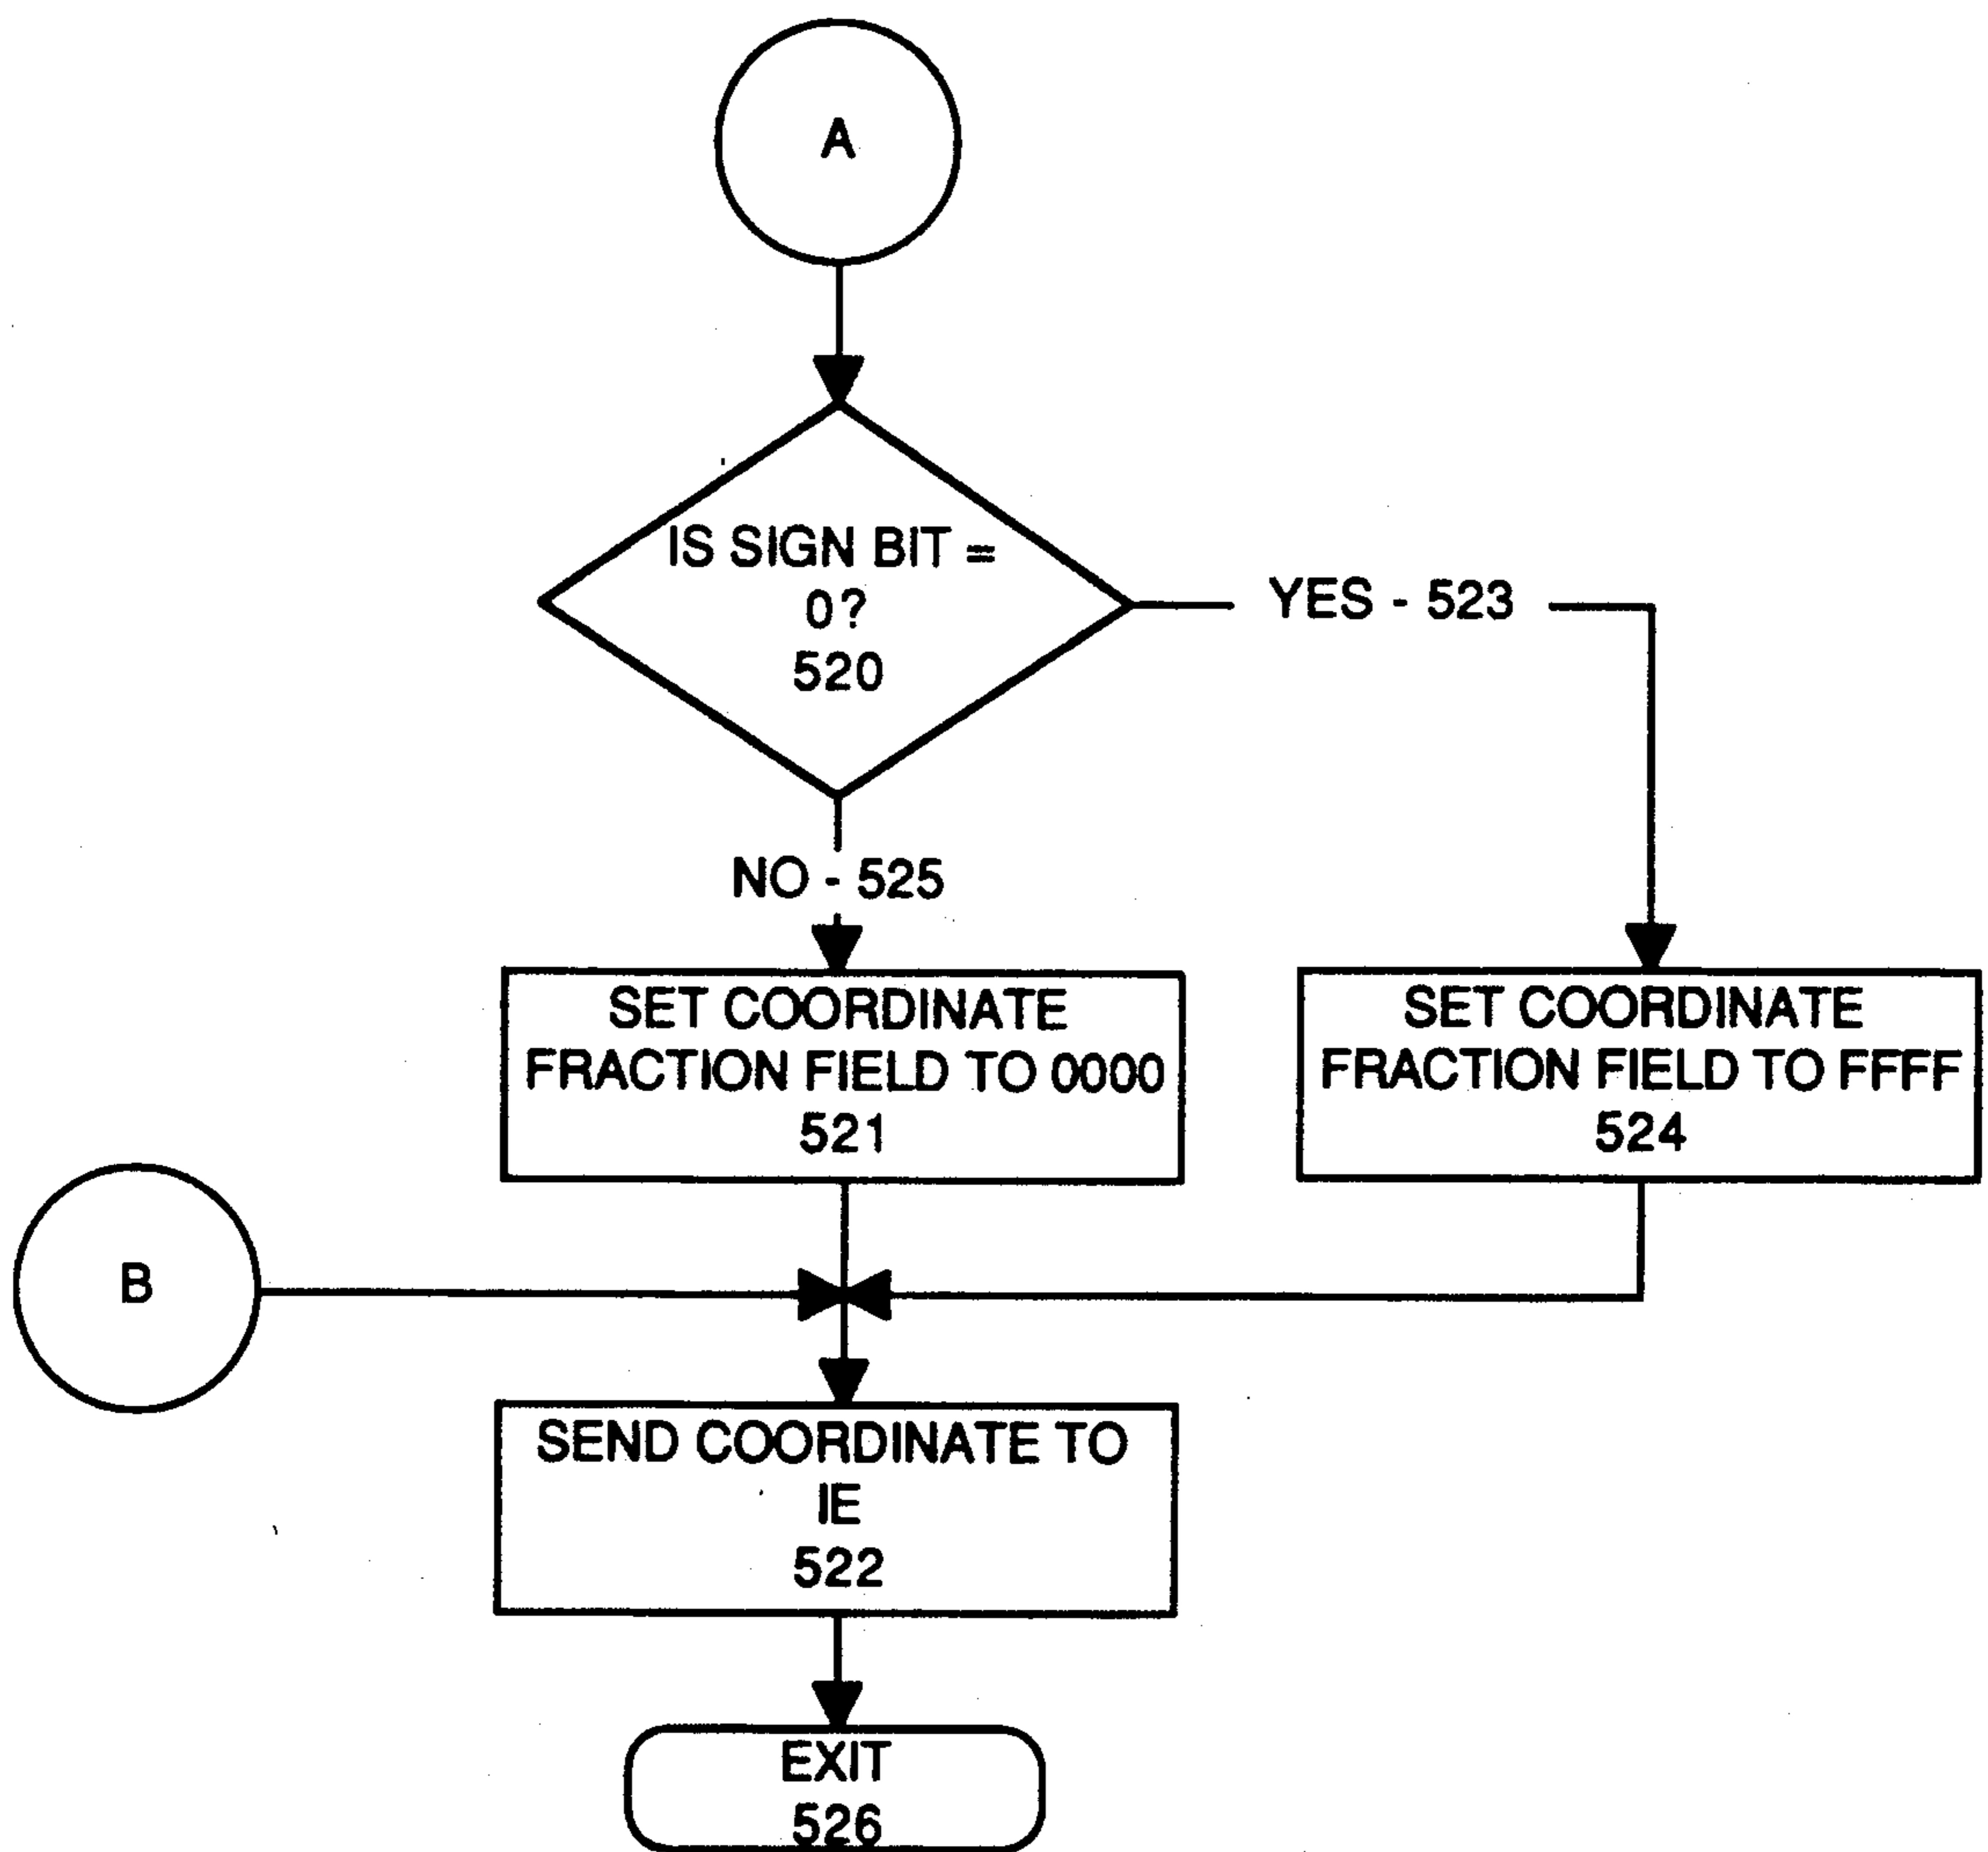 A
IS SIGN BIT =
0?
520
YES - 523
NO - 525
SET COORDINATE
FRACTION FIELD TO 0000
521
SET COORDINATE
FRACTION FIELD TO FFFF
524
B
SEND COORDINATE TO
IE
522
EXIT
526